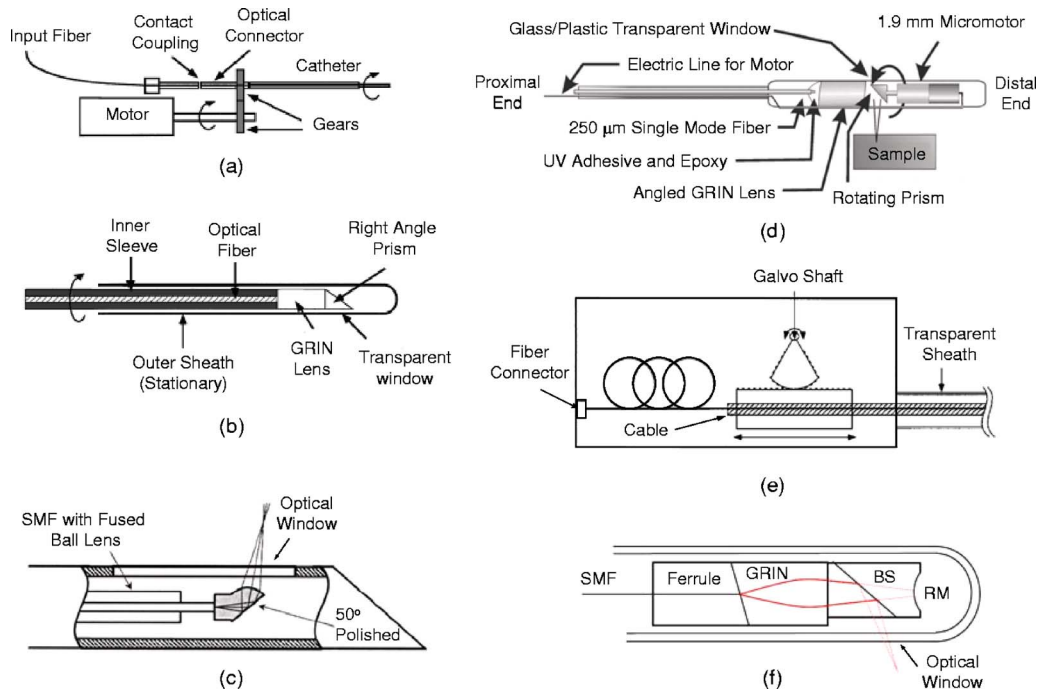 Input Fiber
Contact
Coupling
Optical
Connector
Catheter
Motor
Gears
(a)
Inner
Sleeve
Optical
Fiber
Right Angle
Prism
Outer Sheath
(Stationary)
GRIN
Lens
Transparent
window
(b)
SMF with Fused
Ball Lens
Optical
Window
50º
Polished
(c)
Glass/Plastic Transparent Window
1.9 mm Micromotor
Proximal
End
Electric Line for Motor
Distal
End
250 µm Single Mode Fiber
UV Adhesive and Epoxy
Angled GRIN Lens
Sample
Rotating Prism
(d)
Galvo Shaft
Fiber
Connector
Transparent
Sheath
Cable
(e)
SMF
Ferrule
GRIN
BS
RM
Optical
Window
(f)